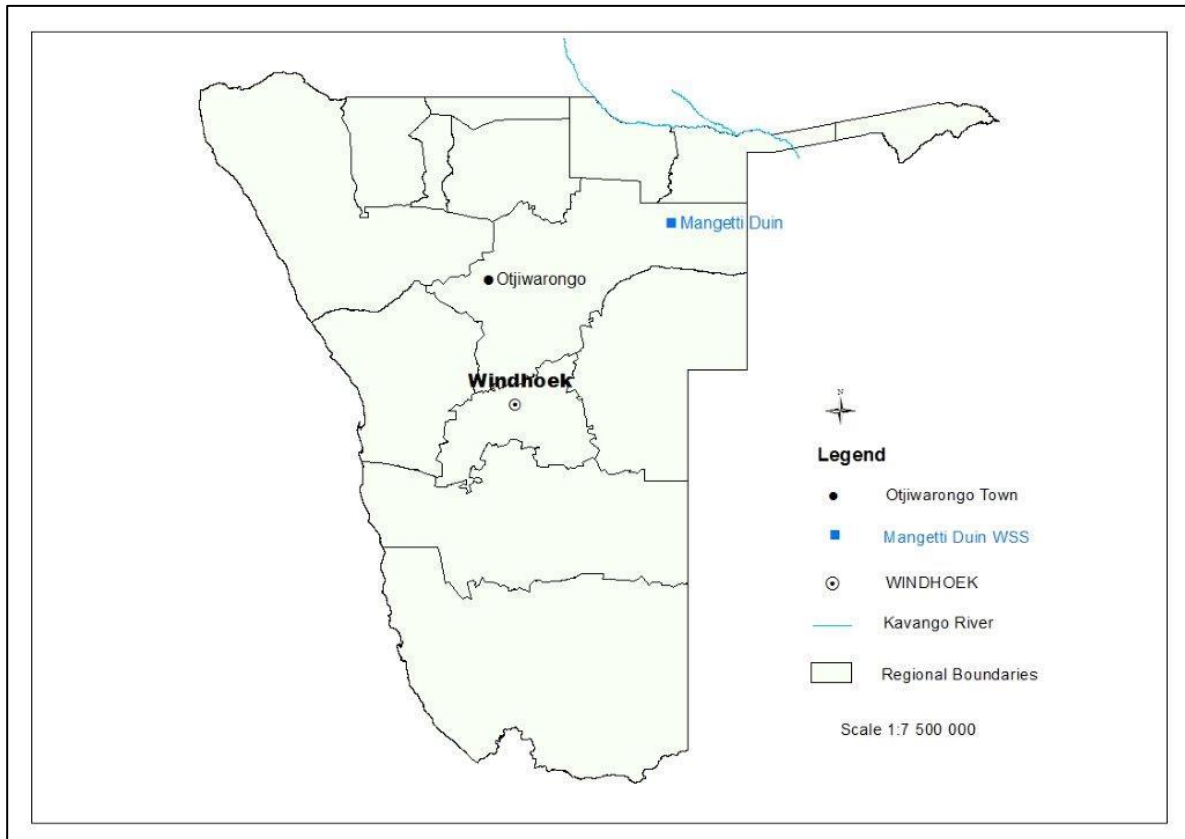 Mangetti Duin
Otjiwarongo
Windhoek
N
Legend
Otjiwarongo Town
Mangetti Duin WSS
WINDHOEK
Kavango River
Regional Boundaries
Scale 1:7 500 000